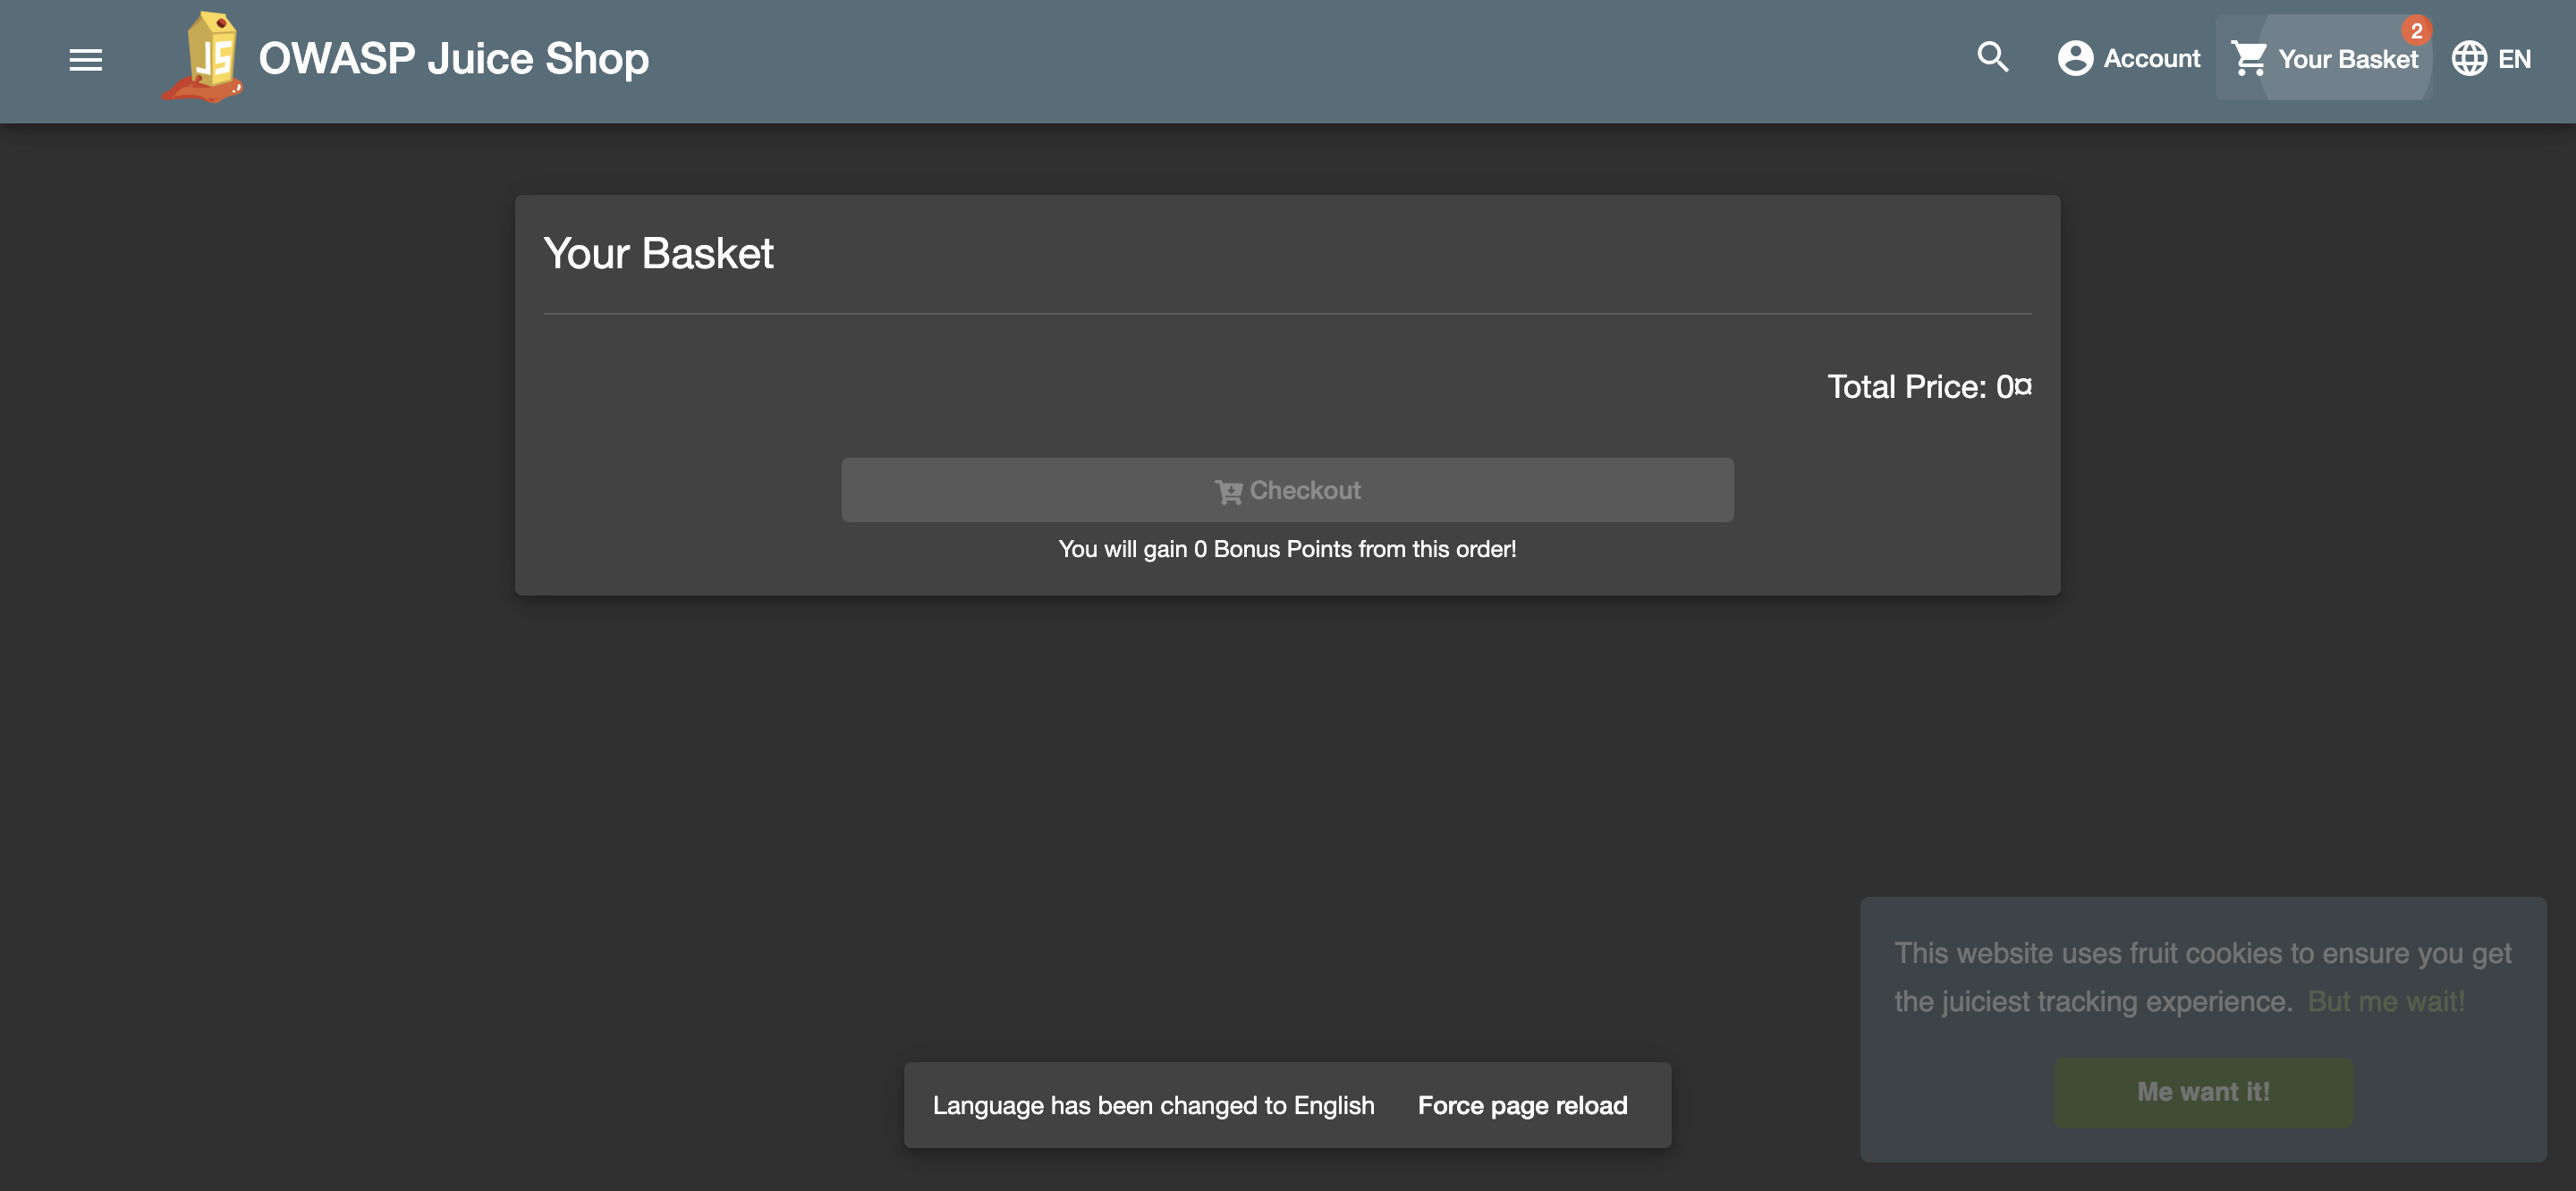 JS
OWASP Juice Shop
Account
Your Basket
2
EN
Your Basket
Total Price: 0¤
Checkout
You will gain 0 Bonus Points from this order!
This website uses fruit cookies to ensure you get
the juiciest tracking experience. But me wait!
Me want it!
Language has been changed to English Force page reload